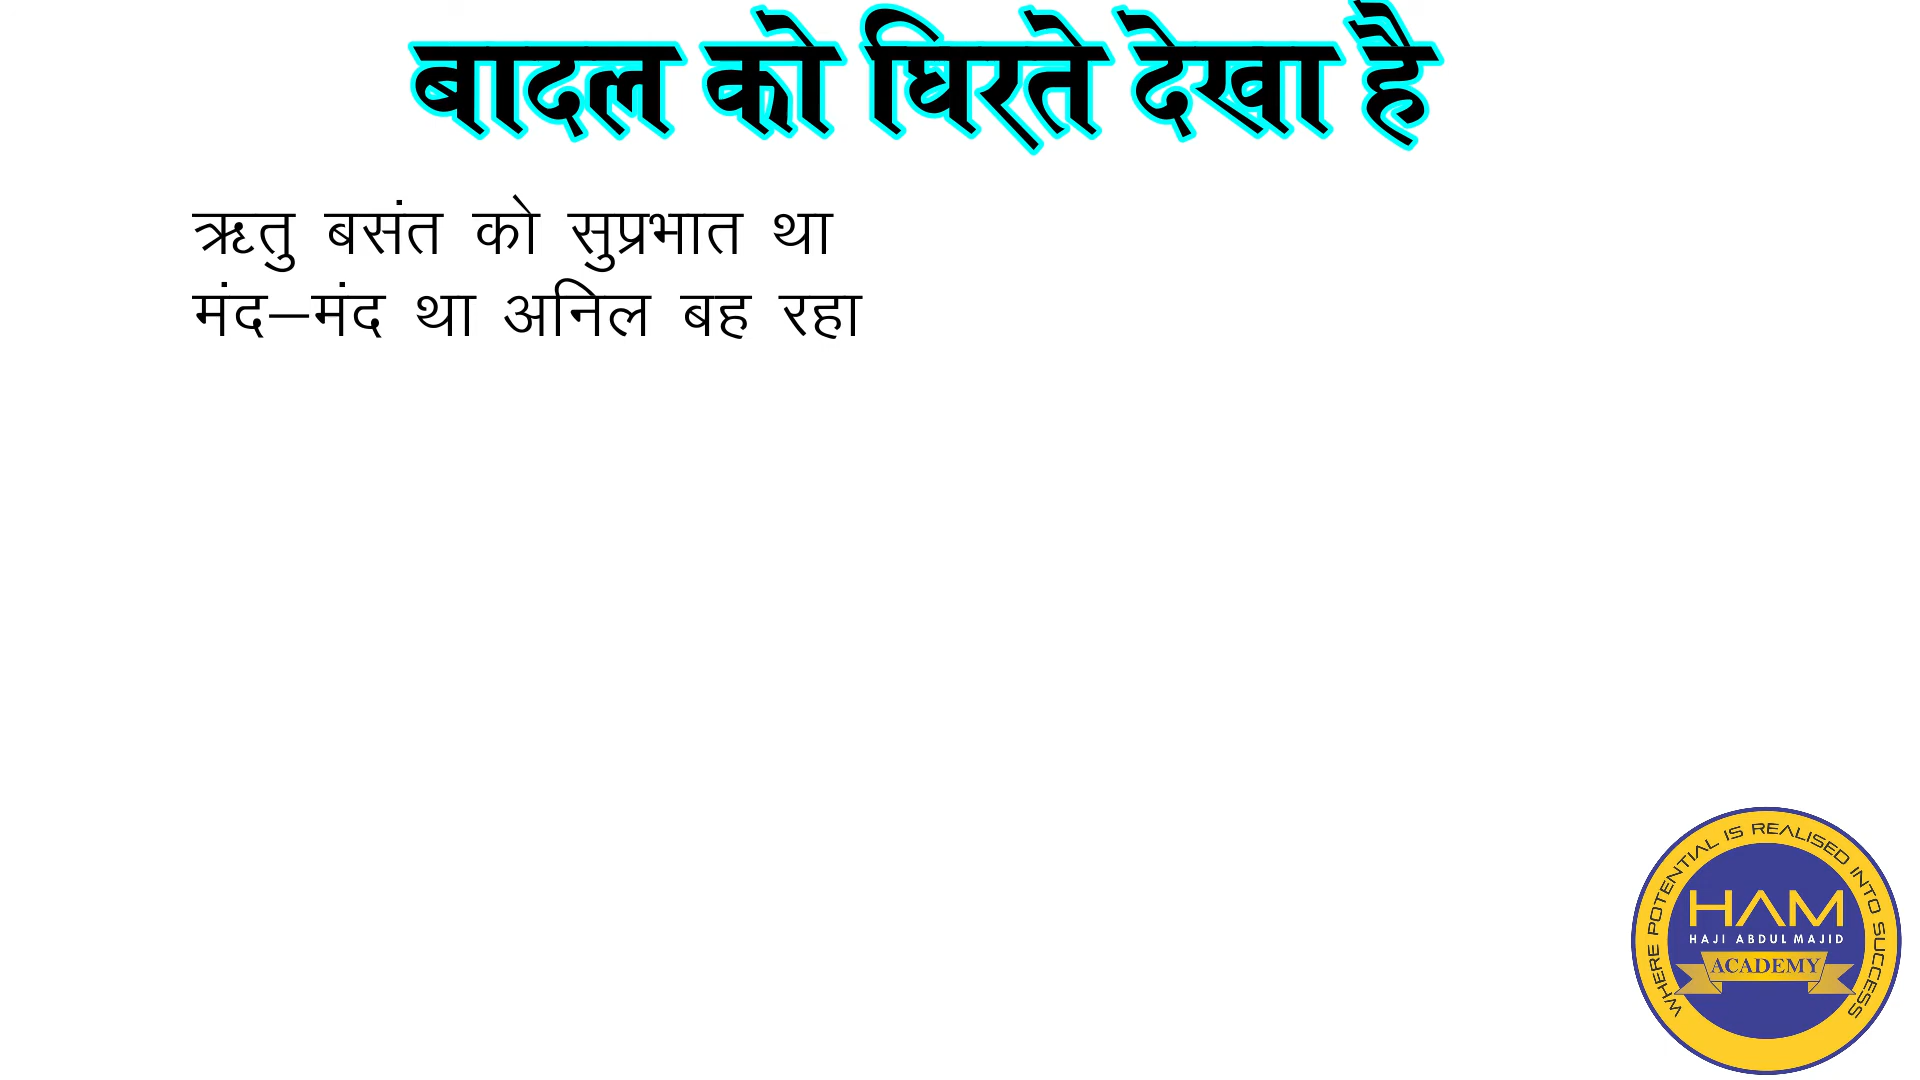 बादल को घिरते देखा है
ऋतु बसंत को सुप्रभात था
मंद–मंद था अनिल बह रहा
WHERE POTENTIAL IS REALISED INTO SUCCESS
HAM
HAJI ABDUL MAJID
ACADEMY